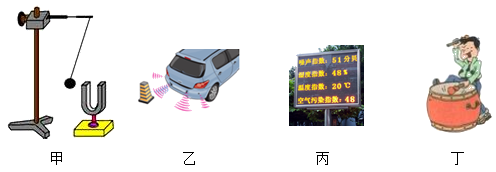 噪声指数: 51分贝
湿度指数: 48%
温度指数: 20℃
空气污染指数: 48
甲 乙 丙 丁